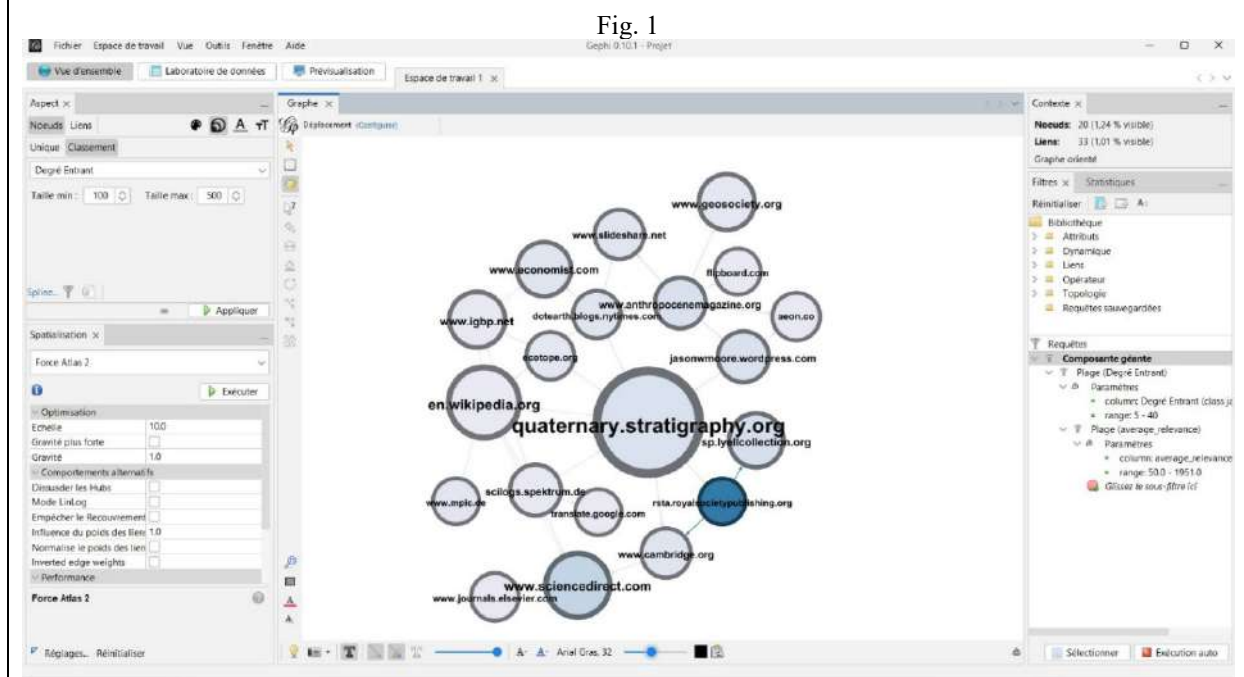 Fig. 1
Fichier Espace de travail Vue Outils Fenêtre Aide
Gephi 0.10.1 - Projet
Vue d'ensemble
Laboratoire de données
Prévisualisation
Espace de travail 1
Aspect
Noeuds Liens
Unique Classement
Degré Entrant
Taille min : 100 Taille max : 500
Spline...
Appliquer
Spatialisation
Force Atlas 2
Exécuter
Optimisation
Echelle 10.0
Gravité plus forte
Gravité 1.0
Comportements alternatifs
Dissuader les Hubs
Mode LinLog
Empêcher le Recouvrement
Influence du poids des liens 1.0
Normalise le poids des lien
Inverted edge weights
Performance
Force Atlas 2
Réglages... Réinitialiser
Graphe
Déplacement (Configurer)
www.geosociety.org
www.slideshare.net
www.economist.com
flipboard.com
www.anthropocenemagazine.org
www.igbp.net
dotearth.blogs.nytimes.com
aeon.co
ecotope.org
jasonwmoore.wordpress.com
en.wikipedia.org
quaternary.stratigraphy.org
sp.lyellcollection.org
scilogs.spektrum.de
www.mpic.de
rsta.royalsocietypublishing.org
translate.google.com
www.cambridge.org
www.sciencedirect.com
www.journals.elsevier.com
Arial Gras, 32
Contexte
Noeuds: 20 (1,24 % visible)
Liens: 33 (1,01 % visible)
Graphe orienté
Filtres Statistiques
Réinitialiser
Bibliothèque
Attributs
Dynamique
Liens
Opérateur
Topologie
Requêtes sauvegardées
Requêtes
Composante géante
Plage (Degré Entrant)
Paramètres
column: Degré Entrant (class ja
range: 5 - 40
Plage (average_relevance)
Paramètres
column: average_relevance
range: 50.0 - 1951.0
Glissez le sous-filtre ici
Sélectionner
Exécution auto